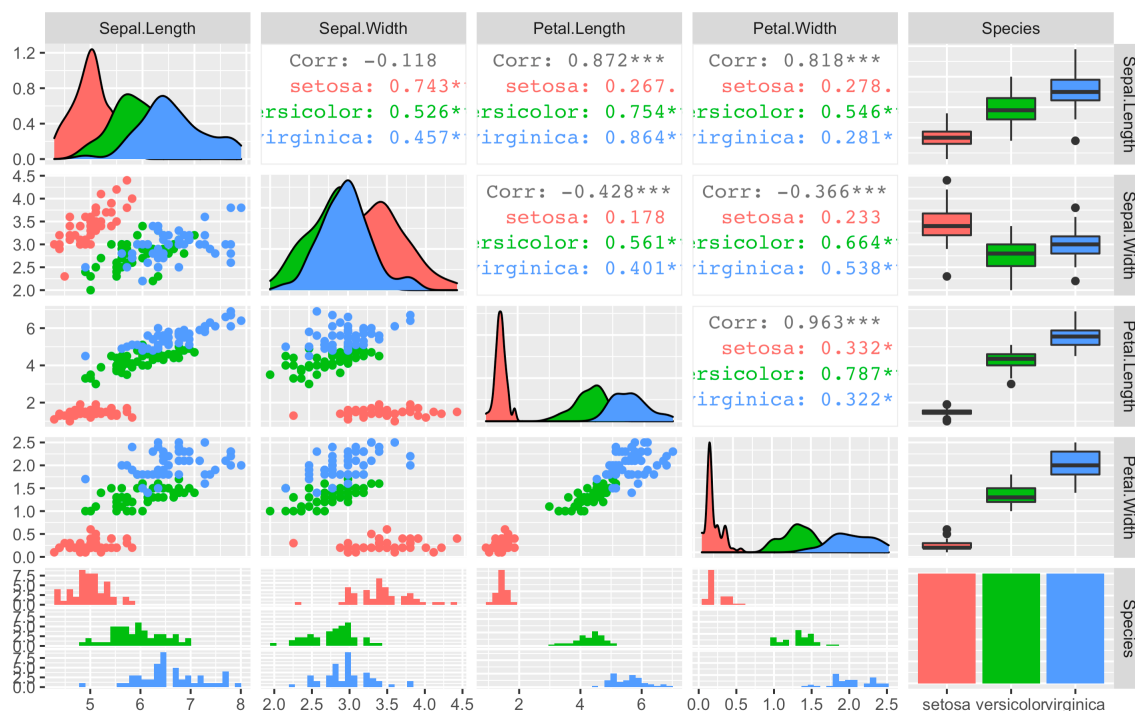 Sepal.Length Sepal.Width Petal.Length Petal.Width Species
1.2
0.8
0.4
0.0
Corr: -0.118
setosa: 0.743*
ersicolor: 0.526*
virginica: 0.457*
Corr: 0.872***
setosa: 0.267.
ersicolor: 0.754*
virginica: 0.864*
Corr: 0.818***
setosa: 0.278.
ersicolor: 0.546*
virginica: 0.281*
Sepal.Length
4.5
4.0
3.5
3.0
2.5
2.0
Corr: -0.428***
setosa: 0.178
ersicolor: 0.561*
virginica: 0.401*
Corr: -0.366***
setosa: 0.233
ersicolor: 0.664*
virginica: 0.538*
Sepal.Width
6
4
2
Corr: 0.963***
setosa: 0.332*
ersicolor: 0.787*
virginica: 0.322*
Petal.Length
2.5
2.0
1.5
1.0
0.5
0.0
Petal.Width
7.5
5.0
2.5
0.0
7.5
5.0
2.5
0.0
7.5
5.0
2.5
0.0
Species
5 6 7 8 2.0 2.5 3.0 3.5 4.0 4.5 2 4 6 0.0 0.5 1.0 1.5 2.0 2.5 setosa versicolor virginica